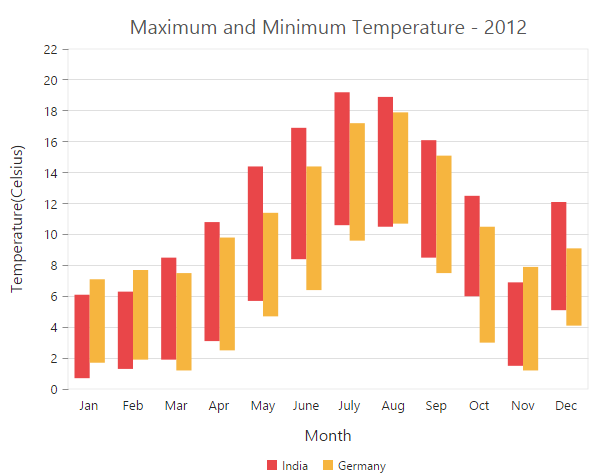 Maximum and Minimum Temperature - 2012
Temperature(Celsius)
22
20
18
16
14
12
10
8
6
4
2
0
Jan Feb Mar Apr May June July Aug Sep Oct Nov Dec
Month
India Germany